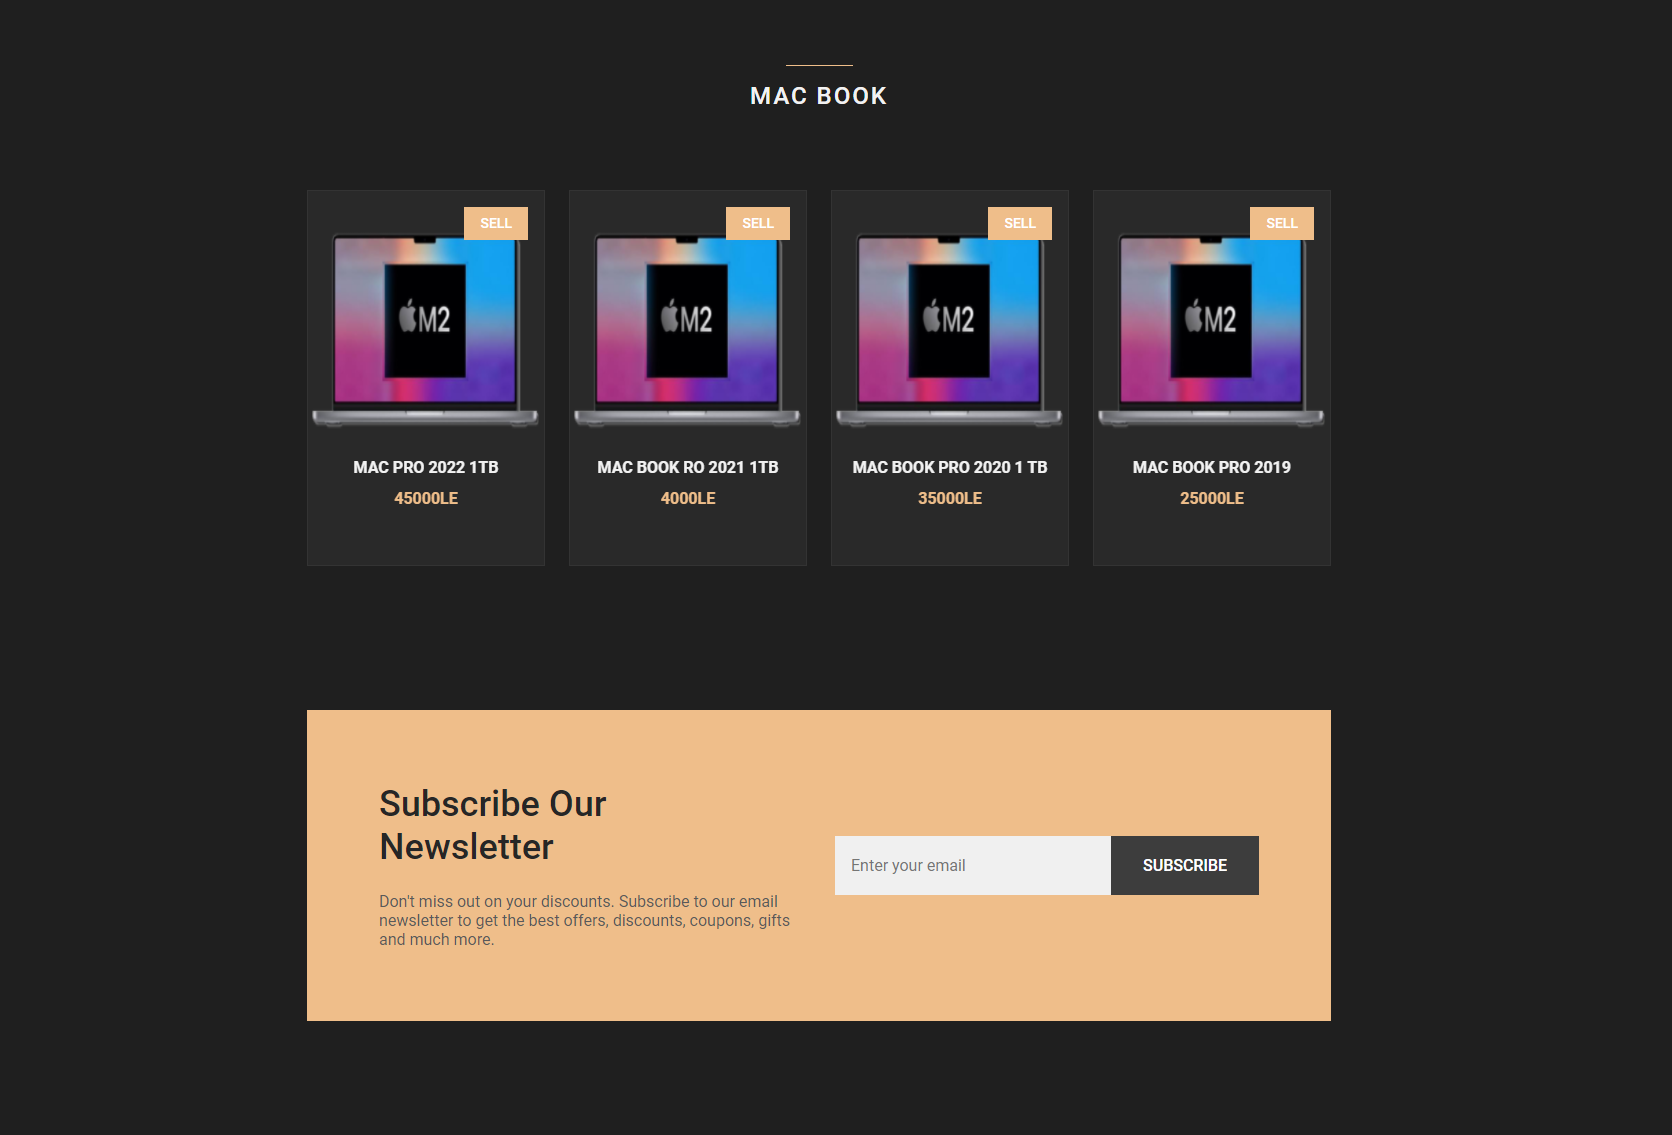 MAC BOOK
SELL
SELL
SELL
SELL
M2
M2
M2
M2
MAC PRO 2022 1TB
MAC BOOK RO 2021 1TB
MAC BOOK PRO 2020 1 TB
MAC BOOK PRO 2019
45000LE
4000LE
35000LE
25000LE
Subscribe Our
Newsletter
Don't miss out on your discounts. Subscribe to our email
newsletter to get the best offers, discounts, coupons, gifts
and much more.
Enter your email
SUBSCRIBE